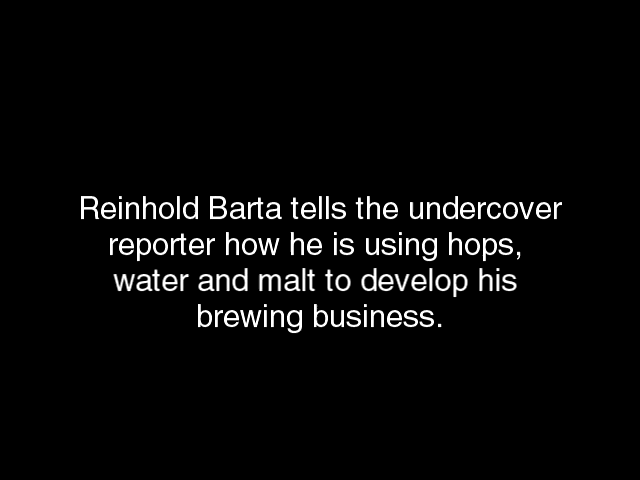 Reinhold Barta tells the undercover
reporter how he is using hops,
water and malt to develop his
brewing business.